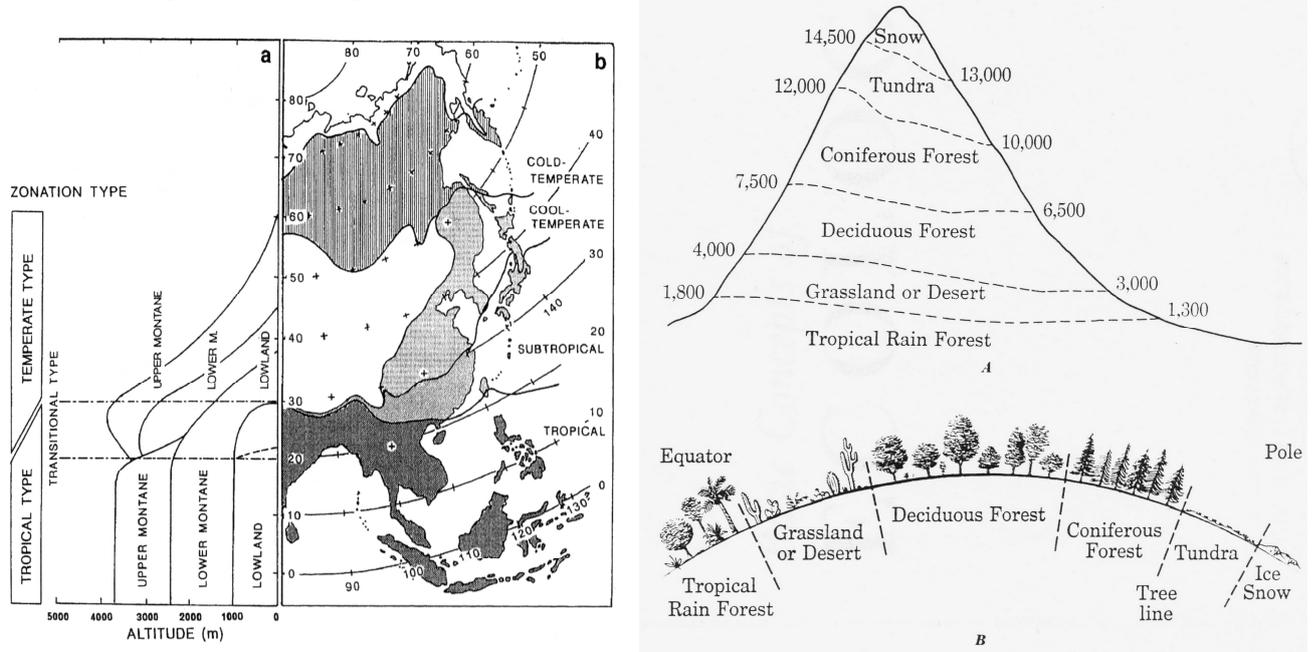 a
b
80
70
60
50
80
70
60
50
40
30
20
10
0
40
30
20
10
0
140
130?
120
110
100
90
COLD-
TEMPERATE
COOL-
TEMPERATE
SUBTROPICAL
TROPICAL
ZONATION TYPE
TEMPERATE TYPE
TRANSITIONAL TYPE
TROPICAL TYPE
UPPER MONTANE
LOWER M.
LOWLAND
UPPER MONTANE
LOWER MONTANE
LOWLAND
5000 4000 3000 2000 1000 0
ALTITUDE (m)
Snow
14,500
13,000
Tundra
12,000
10,000
Coniferous Forest
7,500
6,500
Deciduous Forest
4,000
3,000
Grassland or Desert
1,800
1,300
Tropical Rain Forest
A
Equator
Pole
Tropical
Rain Forest
Grassland
or Desert
Deciduous Forest
Coniferous
Forest
Tundra
Tree
line
Ice
Snow
B